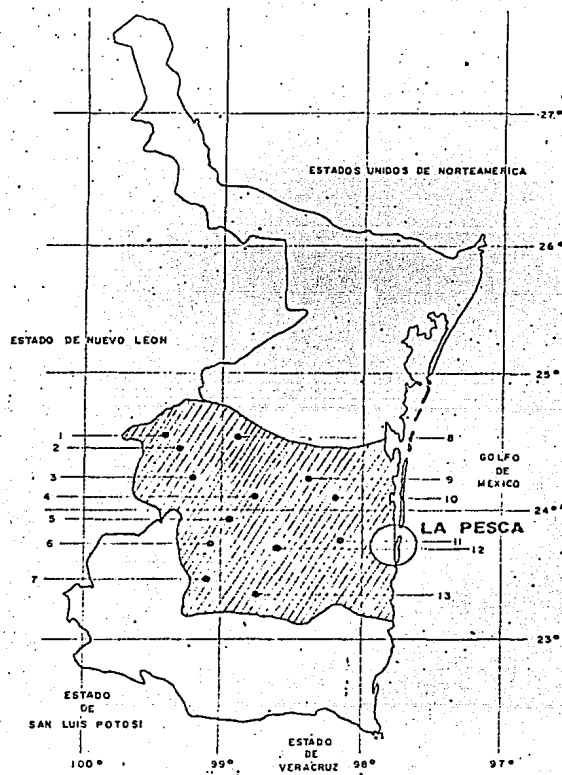 27°
ESTADOS UNIDOS DE NORTEAMERICA
26°
ESTADO DE NUEVO LEON
25°
1
2
3
4
5
6
7
8
9
10
11
12
13
GOLFO
DE
MEXICO
24°
LA PESCA
23°
ESTADO
DE
SAN LUIS POTOSI
ESTADO
DE
VERACRUZ
100°
99°
98°
97°